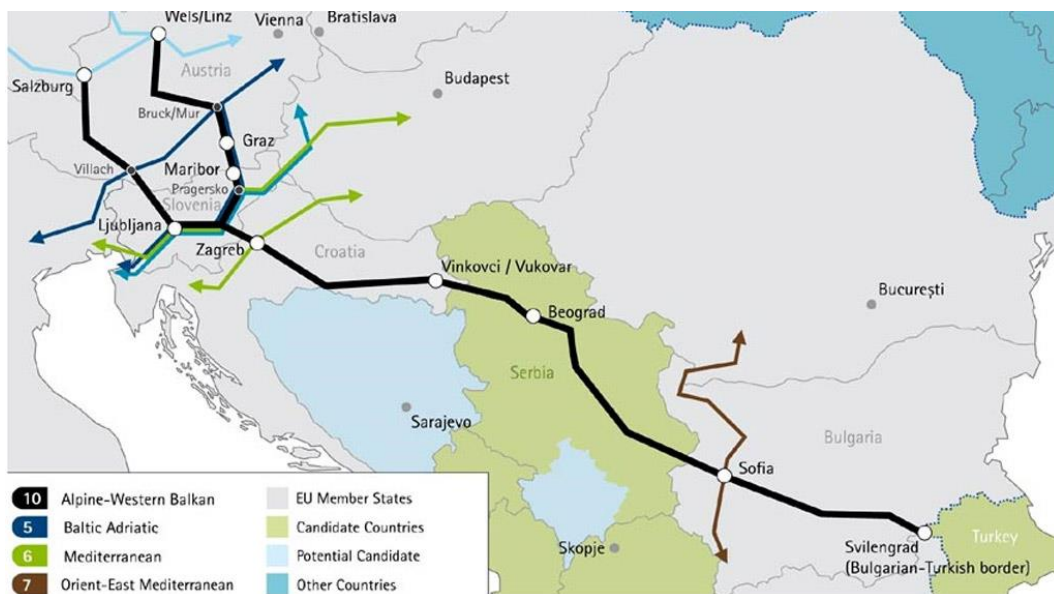 Wels/Linz
Vienna
Bratislava
Salzburg
Austria
Budapest
Bruck/Mur
Graz
Villach
Maribor
Pragersko
Slovenia
Ljubljana
Zagreb
Croatia
Vinkovci / Vukovar
Beograd
Bucureşti
Serbia
Sarajevo
Bulgaria
Sofia
Skopje
Svilengrad
(Bulgarian-Turkish border)
Turkey
10 Alpine-Western Balkan
5 Baltic Adriatic
6 Mediterranean
7 Orient-East Mediterranean
EU Member States
Candidate Countries
Potential Candidate
Other Countries